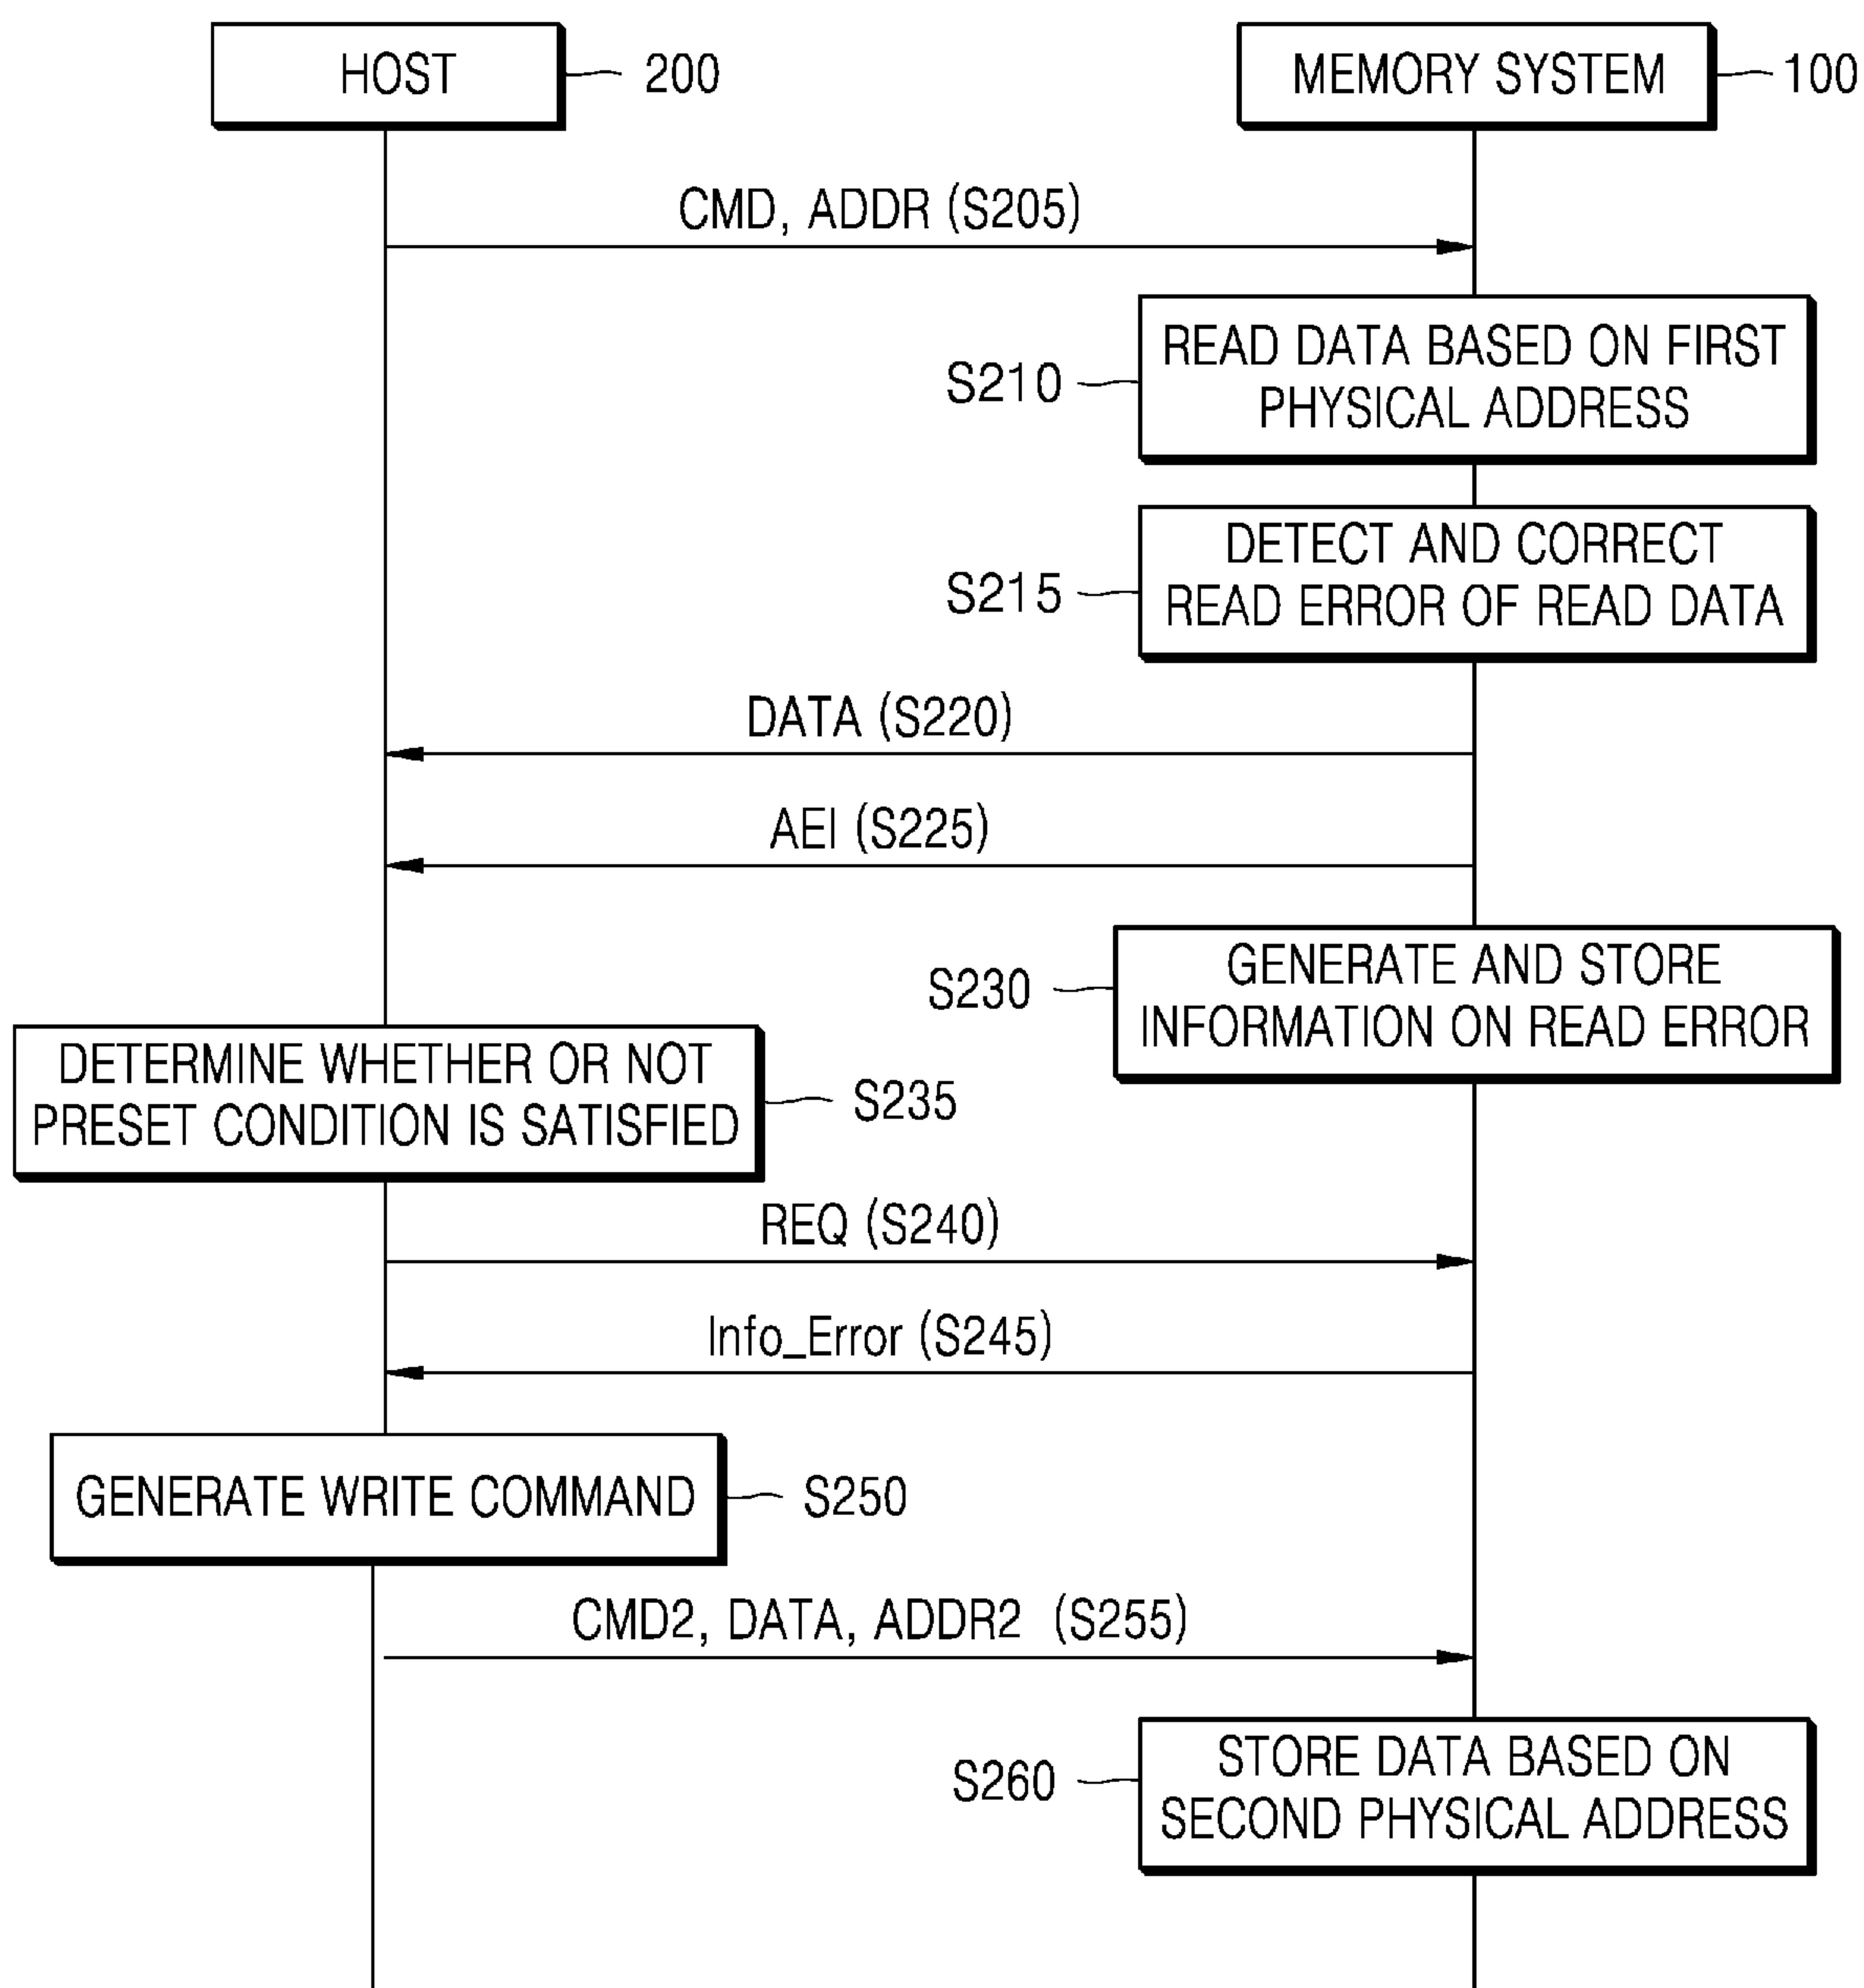 HOST
200
MEMORY SYSTEM
100
CMD, ADDR (S205)
READ DATA BASED ON FIRST
PHYSICAL ADDRESS
S210
DETECT AND CORRECT
READ ERROR OF READ DATA
S215
DATA (S220)
AEI (S225)
GENERATE AND STORE
INFORMATION ON READ ERROR
S230
DETERMINE WHETHER OR NOT
PRESET CONDITION IS SATISFIED
S235
REQ (S240)
Info_Error (S245)
GENERATE WRITE COMMAND
S250
CMD2, DATA, ADDR2 (S255)
STORE DATA BASED ON
SECOND PHYSICAL ADDRESS
S260